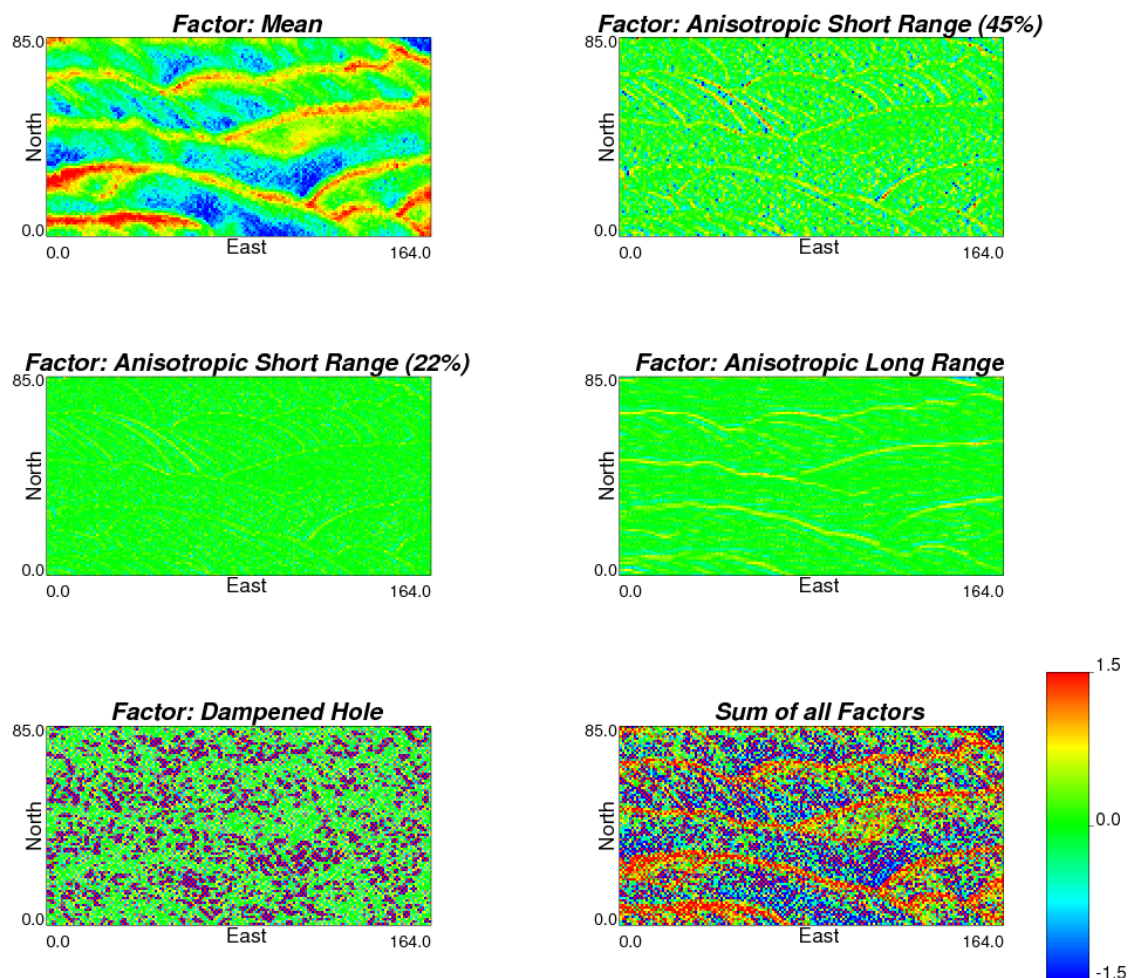 Factor: Mean
85.0
North
0.0
0.0
East
164.0
Factor: Anisotropic Short Range (45%)
85.0
North
0.0
0.0
East
164.0
Factor: Anisotropic Short Range (22%)
85.0
North
0.0
0.0
East
164.0
Factor: Anisotropic Long Range
85.0
North
0.0
0.0
East
164.0
Factor: Dampened Hole
85.0
North
0.0
0.0
East
164.0
Sum of all Factors
85.0
North
0.0
0.0
East
164.0
1.5
0.0
-1.5